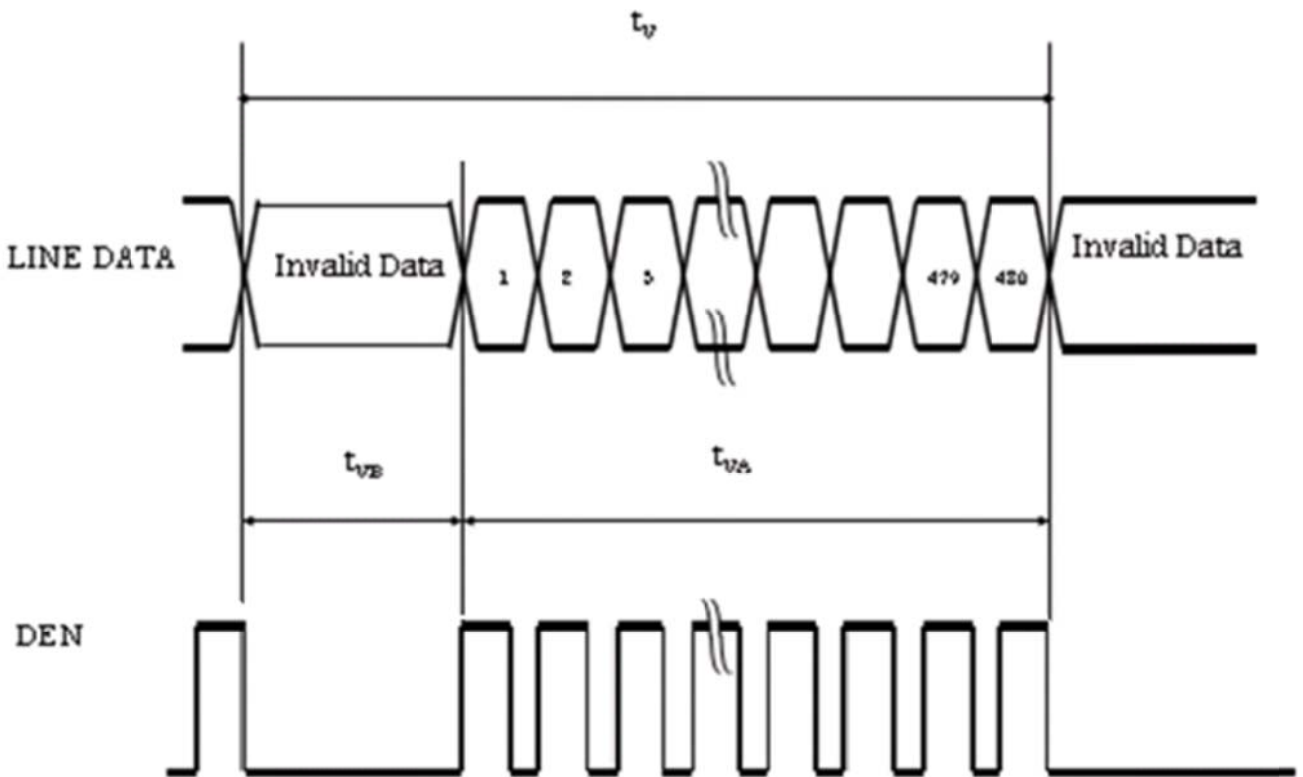 tV
LINE DATA
Invalid Data
1
2
3
479
480
Invalid Data
tVB
tVA
DEN